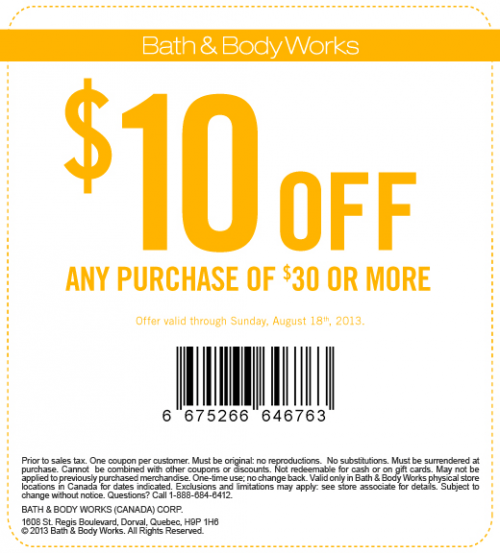 Bath & Body Works
$10 OFF
ANY PURCHASE OF $30 OR MORE
Offer valid through Sunday, August 18th, 2013.
6 675266 646763
Prior to sales tax. One coupon per customer. Must be original: no reproductions. No substitutions. Must be surrendered at
purchase. Cannot be combined with other coupons or discounts. Not redeemable for cash or on gift cards. May not be
applied to previously purchased merchandise. One-time use; no change back. Valid only in Bath & Body Works physical store
locations in Canada for dates indicated. Exclusions and limitations may apply: see store associate for details. Subject to
change without notice. Questions? Call 1-888-684-6412.
BATH & BODY WORKS (CANADA) CORP.
1608 St. Regis Boulevard, Dorval, Quebec, H9P 1H6
© 2013 Bath & Body Works. All Rights Reserved.